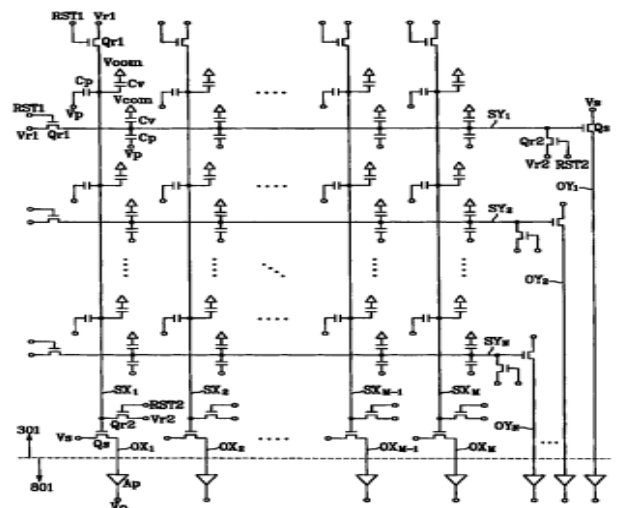 RST1 Vr1
Qr1
Vcom
Cp Cv
Vp Vcom
RST1 Cv
Vr1 Qr1 Cp
Vp
SY1
Vs
Qr2 Qs
Vr2 RST2
OY1
SY2
OY2
SYN
SX1 SX2 SXM-1 SXM
RST2
Qr2 Vr2
Vs Qs
OX1 OX2 OXM-1 OXM
OYN
301
801
Ap